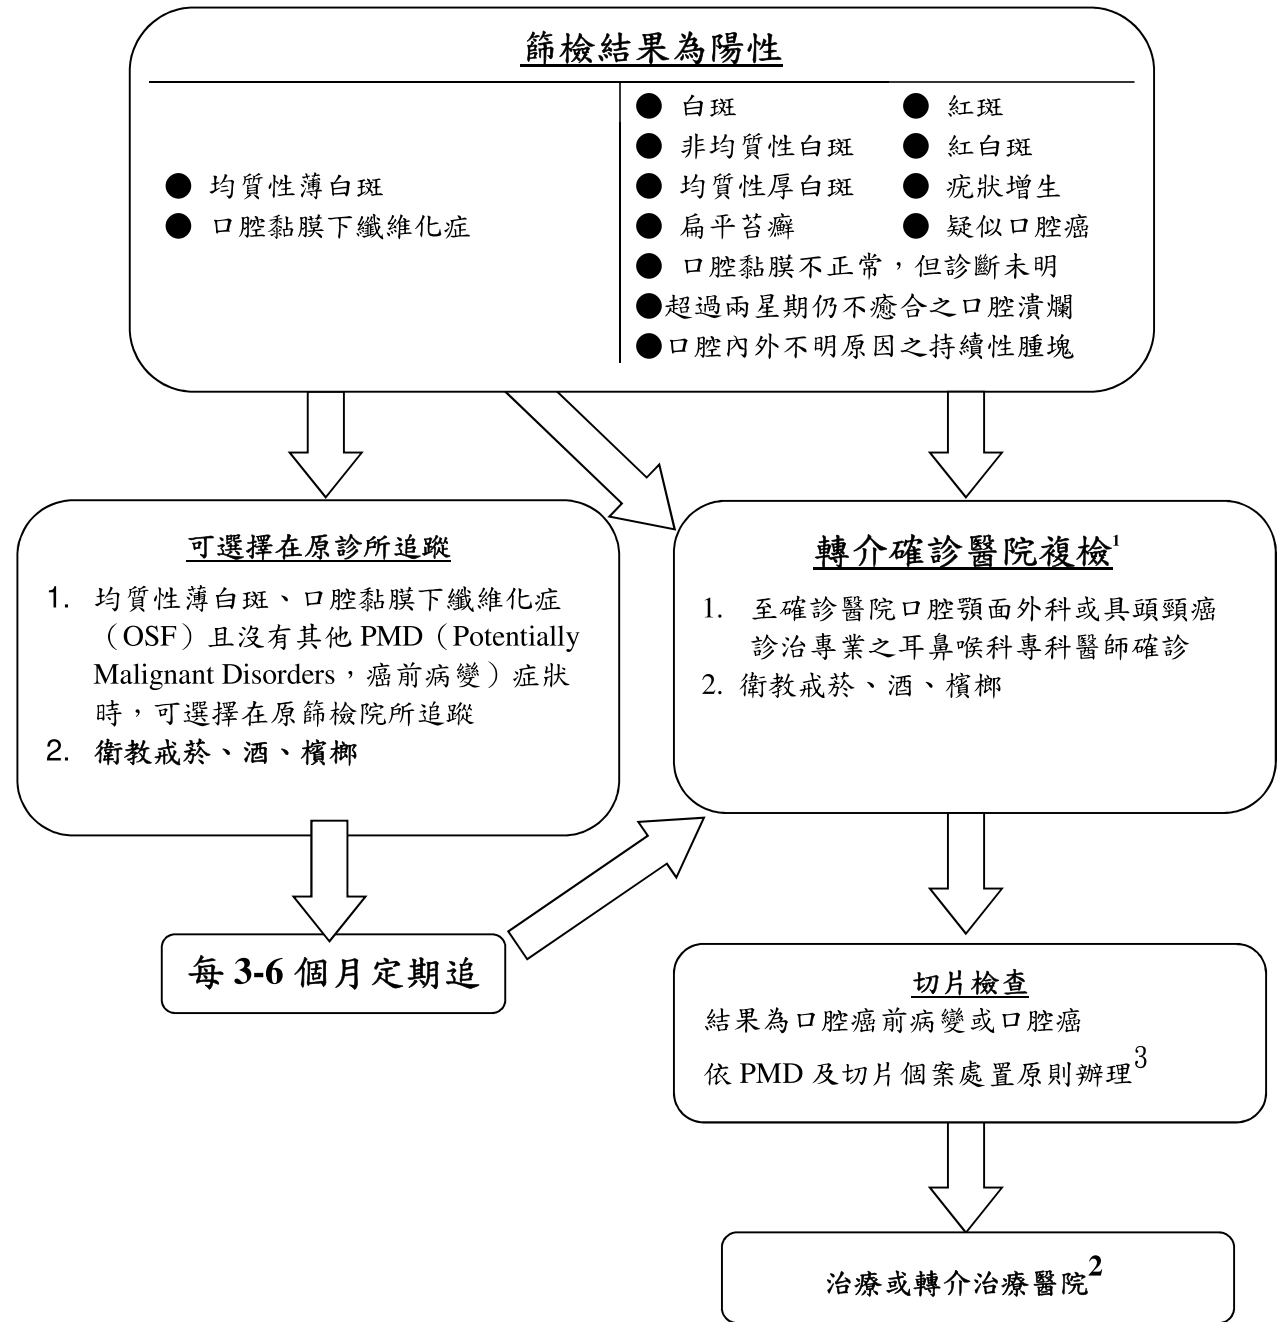 篩檢結果為陽性
● 均質性薄白斑
● 口腔黏膜下纖維化症
● 白斑 ● 紅斑
● 非均質性白斑 ● 紅白斑
● 均質性厚白斑 ● 疣狀增生
● 扁平苔癬 ● 疑似口腔癌
● 口腔黏膜不正常，但診斷未明
●超過兩星期仍不癒合之口腔潰爛
●口腔內外不明原因之持續性腫塊
可選擇在原診所追蹤
1. 均質性薄白斑、口腔黏膜下纖維化症
（OSF）且沒有其他 PMD（Potentially
Malignant Disorders，癌前病變）症狀
時，可選擇在原篩檢院所追蹤
2. 衛教戒菸、酒、檳榔
轉介確診醫院複檢1
1. 至確診醫院口腔顎面外科或具頭頸癌
診治專業之耳鼻喉科專科醫師確診
2. 衛教戒菸、酒、檳榔
每 3-6 個月定期追
切片檢查
結果為口腔癌前病變或口腔癌
依 PMD 及切片個案處置原則辦理3
治療或轉介治療醫院2